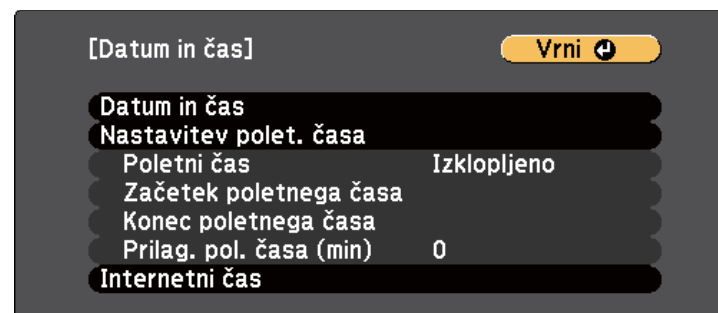 [Datum in čas] Vrni
Datum in čas
Nastavitev polet. časa
Poletni čas Izklopljeno
Začetek poletnega časa
Konec poletnega časa
Prilag. pol. časa (min) 0
Internetni čas